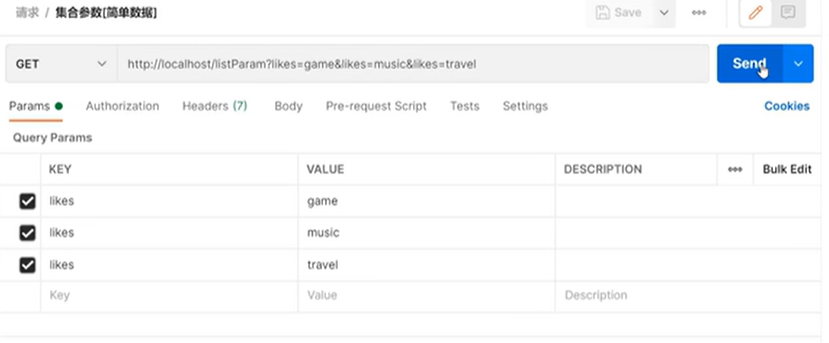 请求 / 集合参数[简单数据]
Save
GET http://localhost/listParam?likes=game&likes=music&likes=travel Send
Params Authorization Headers (7) Body Pre-request Script Tests Settings Cookies
Query Params
KEY VALUE DESCRIPTION Bulk Edit
likes game
likes music
likes travel
Key Value Description